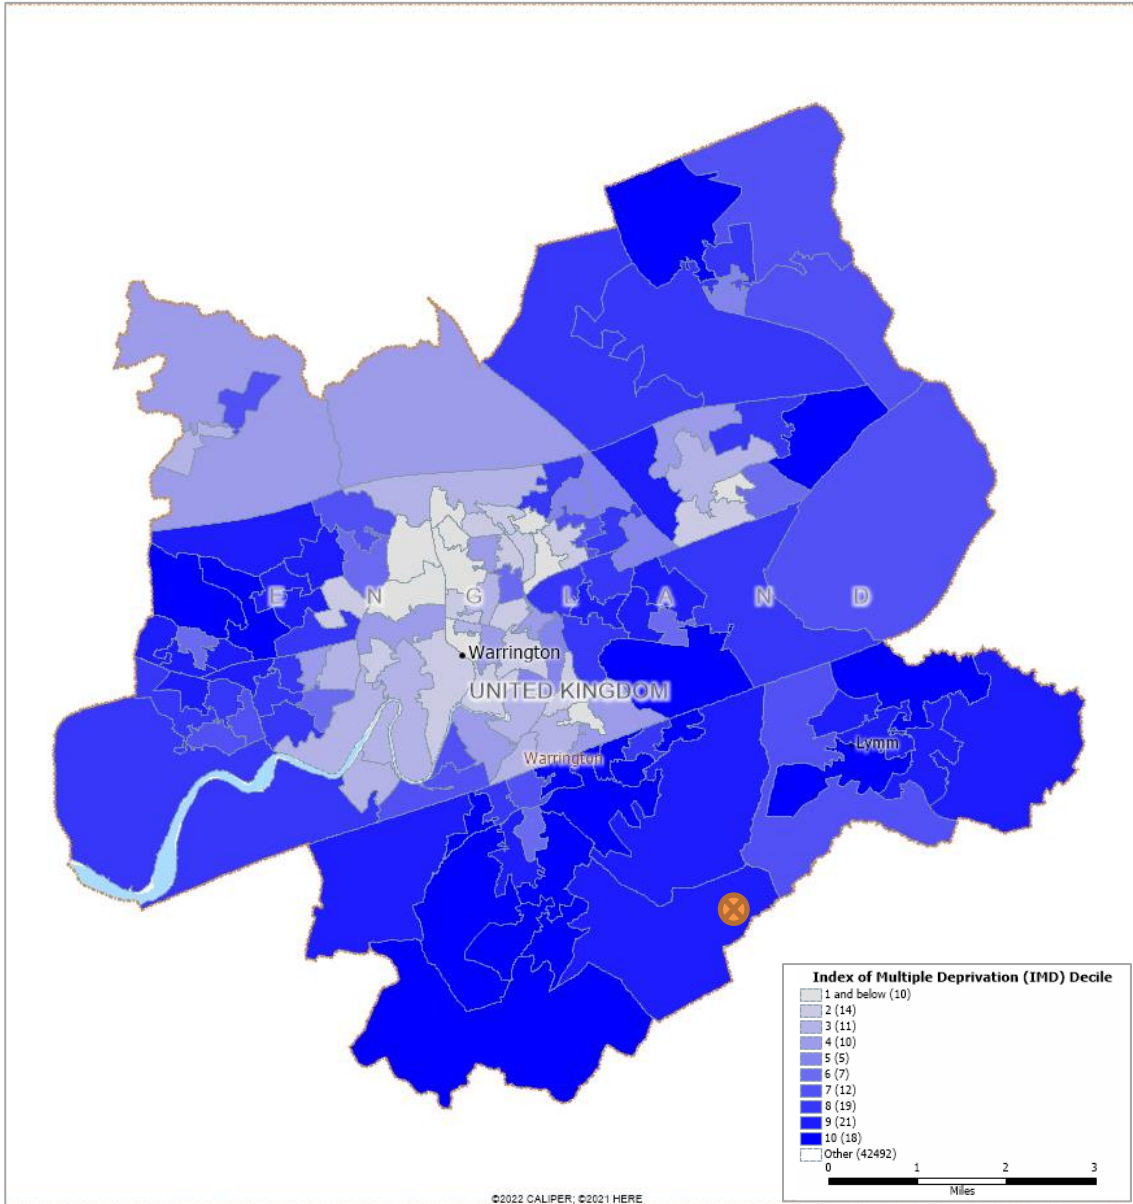 E N G L A N D
Warrington
UNITED KINGDOM
Warrington
Lymm
Index of Multiple Deprivation (IMD) Decile
1 and below (10)
2 (14)
3 (11)
4 (10)
5 (5)
6 (7)
7 (12)
8 (19)
9 (21)
10 (18)
Other (42492)
0 1 2 3
Miles
©2022 CALIPER; ©2021 HERE